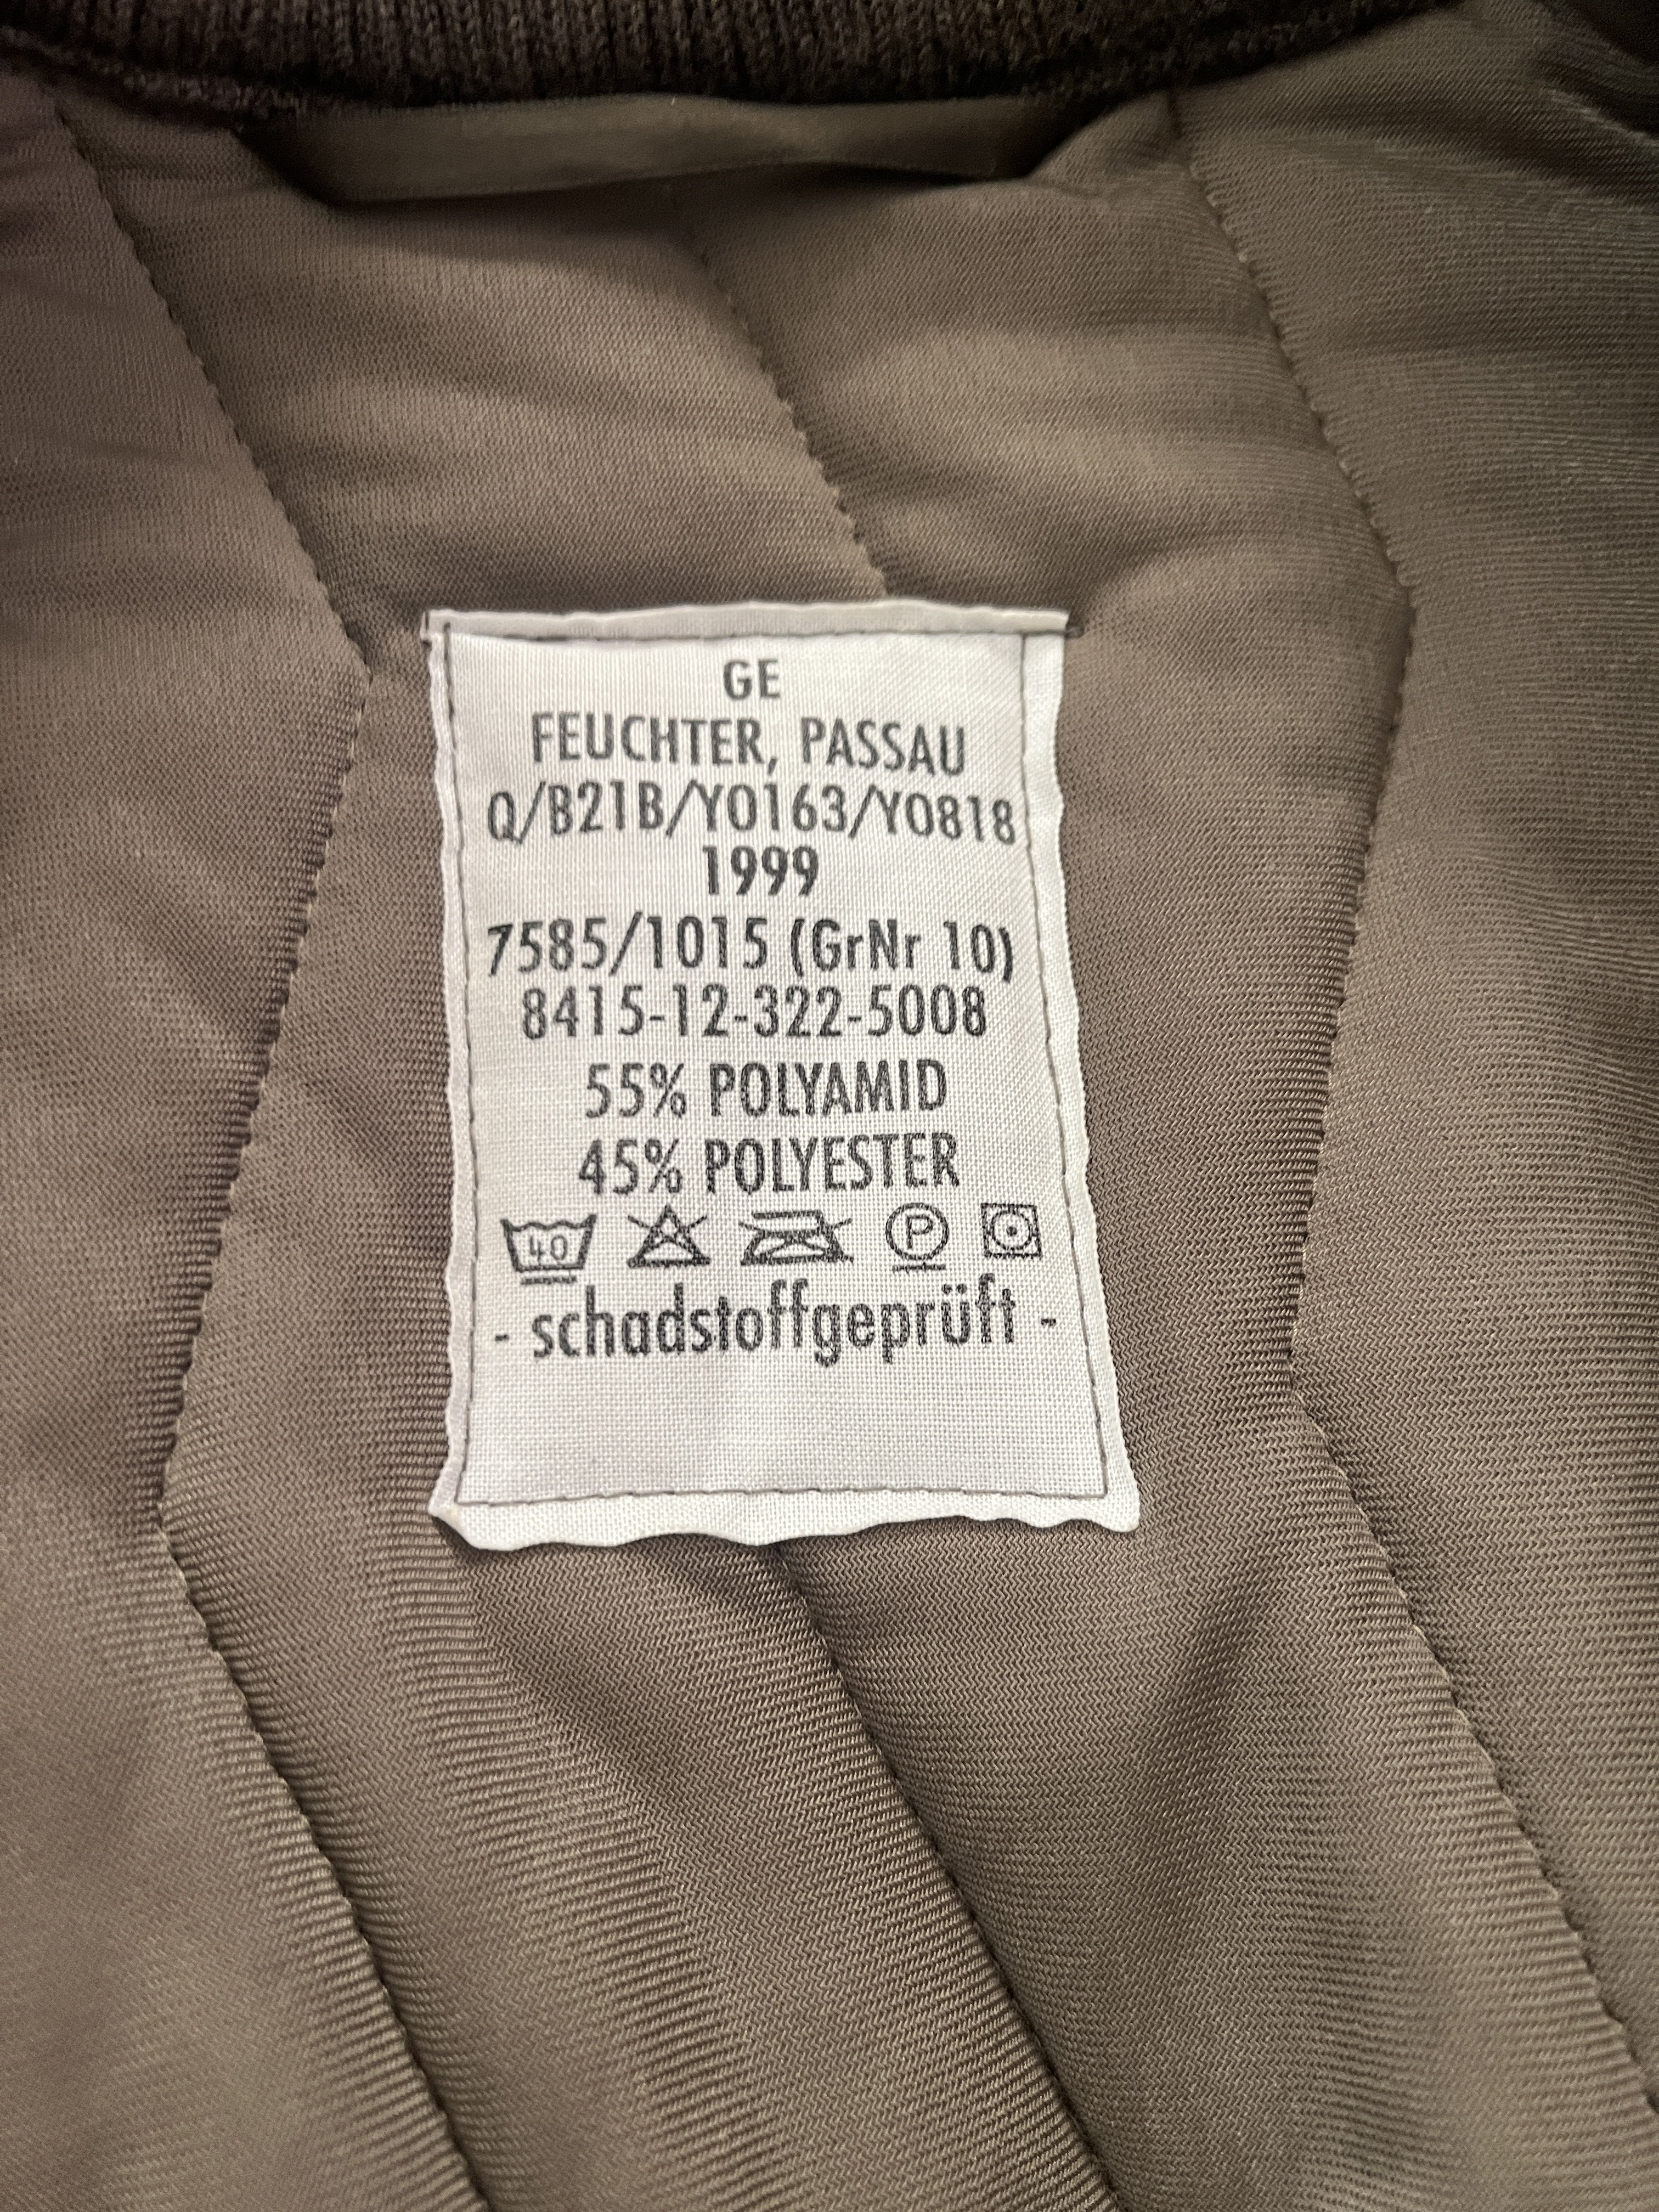 GE
FEUCHTER, PASSAU
Q/B21B/Y0163/Y0818
1999
7585/1015 (GrNr 10)
8415-12-322-5008
55% POLYAMID
45% POLYESTER
40 P
- schadstoffgeprüft -